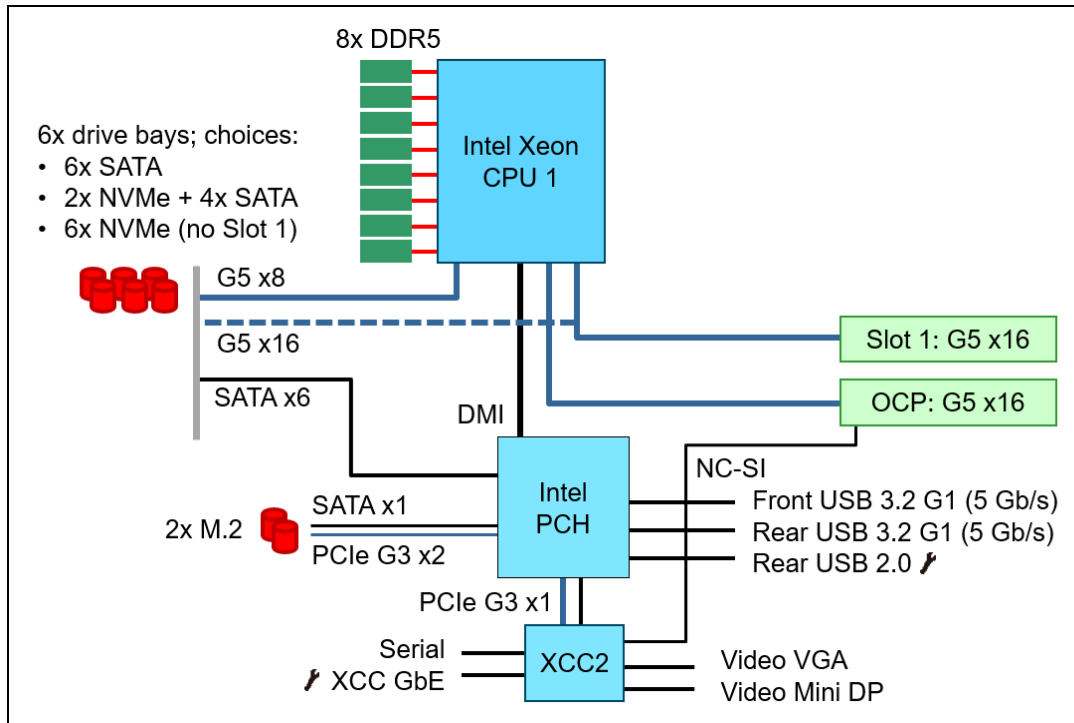 8x DDR5
Intel Xeon
CPU 1
6x drive bays; choices:
• 6x SATA
• 2x NVMe + 4x SATA
• 6x NVMe (no Slot 1)
G5 x8
G5 x16
SATA x6
Slot 1: G5 x16
OCP: G5 x16
DMI
NC-SI
Intel
PCH
2x M.2
SATA x1
PCIe G3 x2
Front USB 3.2 G1 (5 Gb/s)
Rear USB 3.2 G1 (5 Gb/s)
Rear USB 2.0
PCIe G3 x1
XCC2
Serial
XCC GbE
Video VGA
Video Mini DP